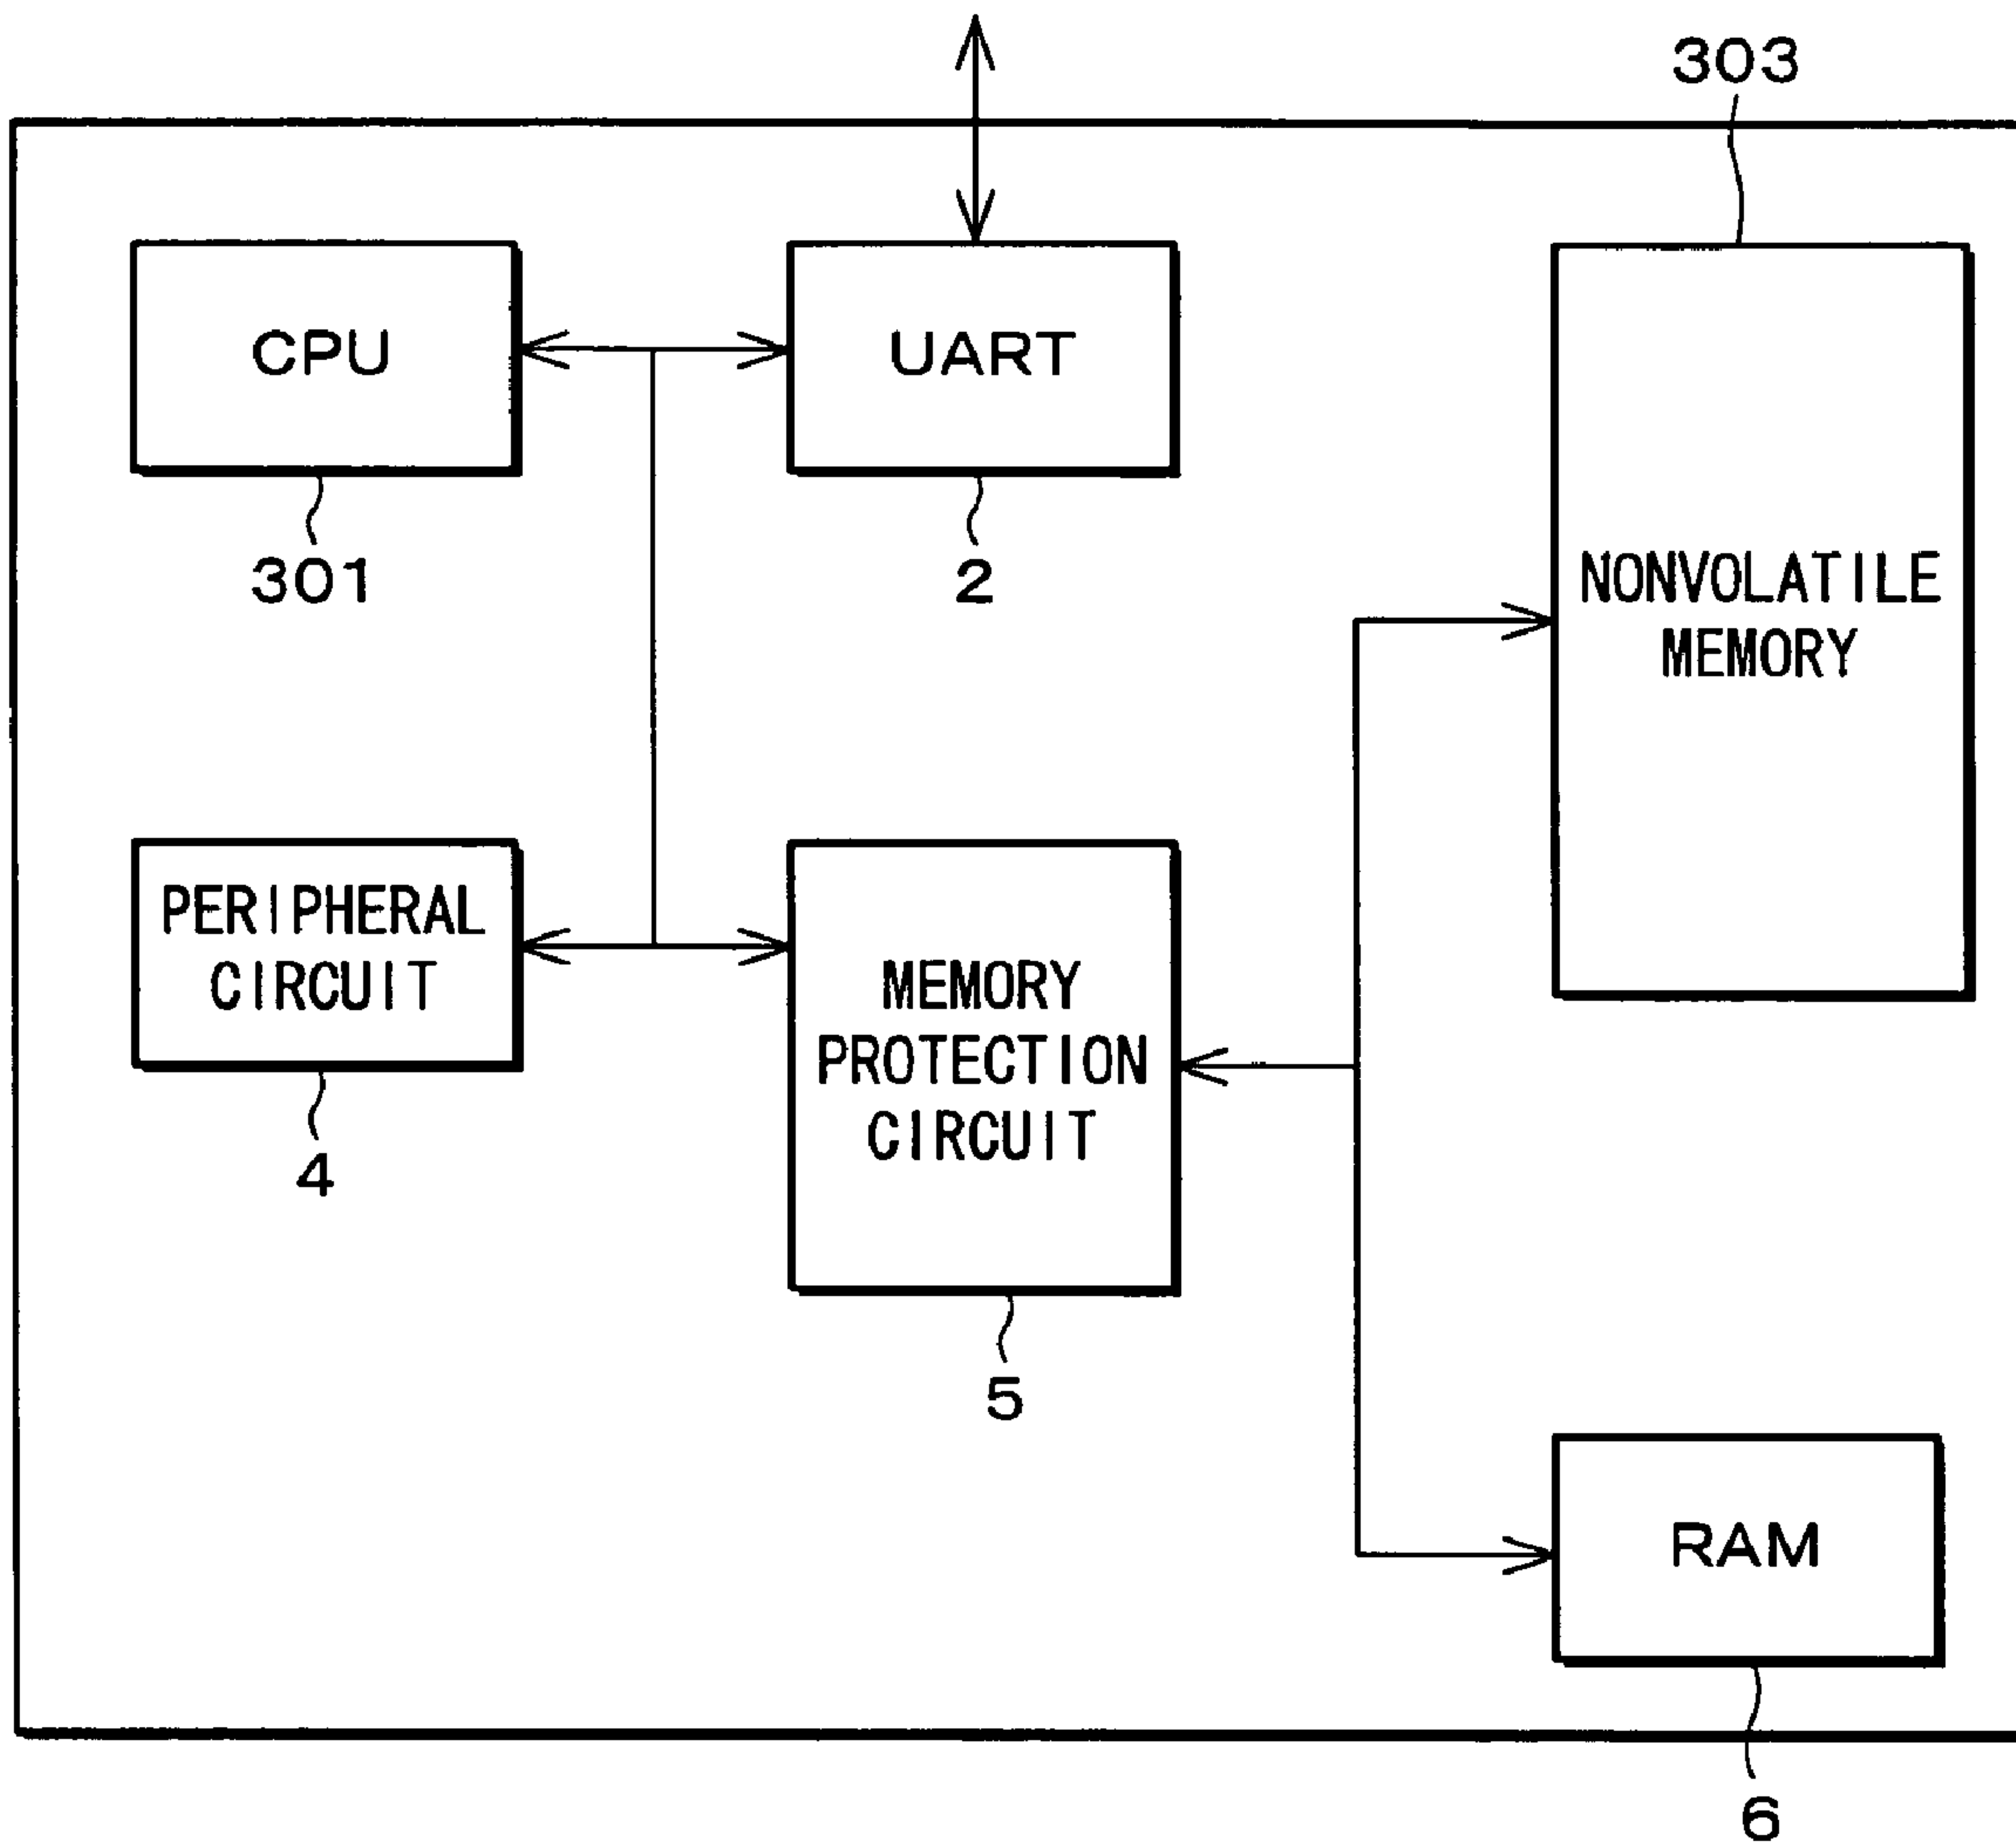 303
CPU
UART
301
2
NONVOLATILE
MEMORY
PERIPHERAL
CIRCUIT
4
MEMORY
PROTECTION
CIRCUIT
5
RAM
6